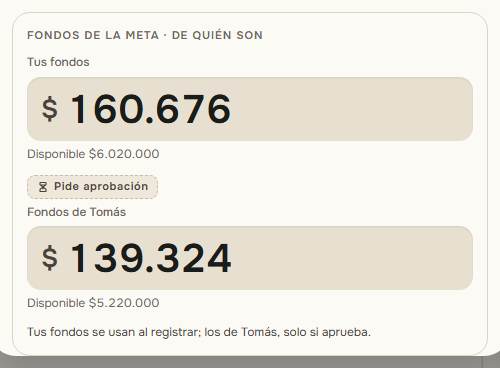 FONDOS DE LA META · DE QUIÉN SON
Tus fondos
$ 160.676
Disponible $6.020.000
Pide aprobación
Fondos de Tomás
$ 139.324
Disponible $5.220.000
Tus fondos se usan al registrar; los de Tomás, solo si aprueba.